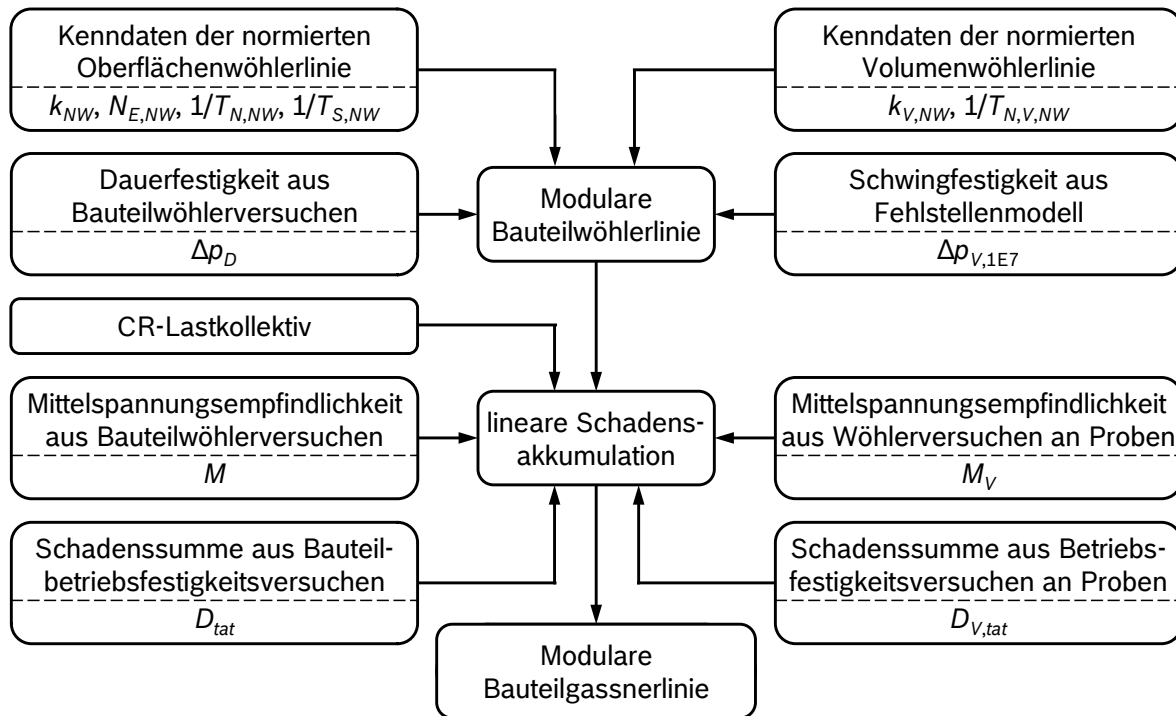 Kenndaten der normierten
Oberflächenwöhlerlinie
k_NW, N_E,NW, 1/T_N,NW, 1/T_S,NW
Kenndaten der normierten
Volumenwöhlerlinie
k_V,NW, 1/T_N,V,NW
Dauerfestigkeit aus
Bauteilwöhlerversuchen
Δp_D
Modulare
Bauteilwöhlerlinie
Schwingfestigkeit aus
Fehlstellenmodell
Δp_V,1E7
CR-Lastkollektiv
Mittelspannungsempfindlichkeit
aus Bauteilwöhlerversuchen
M
lineare Schadens-
akkumulation
Mittelspannungsempfindlichkeit
aus Wöhlerversuchen an Proben
M_V
Schadenssumme aus Bauteil-
betriebsfestigkeitsversuchen
D_tat
Schadenssumme aus Betriebs-
festigkeitsversuchen an Proben
D_V,tat
Modulare
Bauteilgassnerlinie